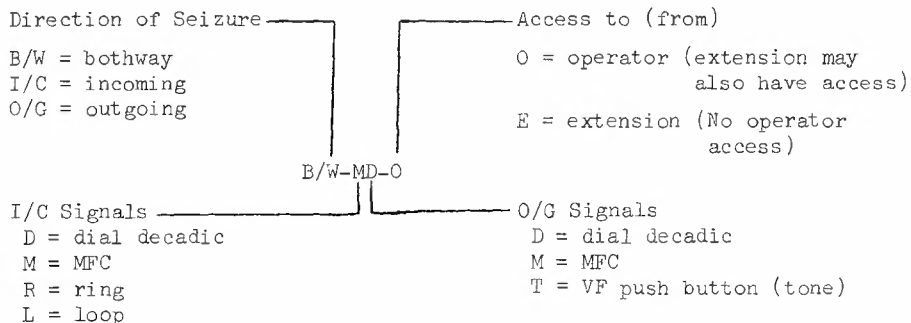 Direction of Seizure
B/W = bothway
I/C = incoming
O/G = outgoing
Access to (from)
O = operator (extension may
also have access)
E = extension (No operator
access)
B/W-MD-O
I/C Signals
D = dial decadic
M = MFC
R = ring
L = loop
O/G Signals
D = dial decadic
M = MFC
T = VF push button (tone)